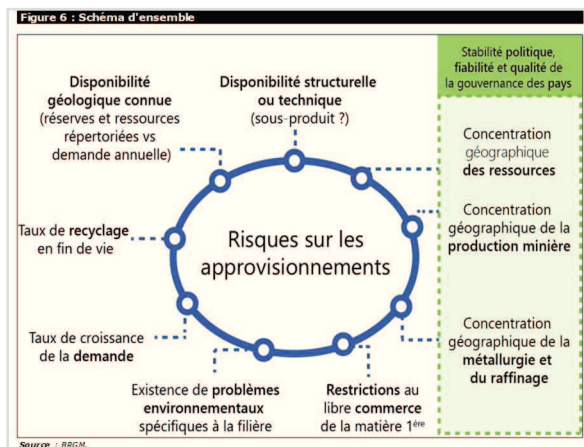 Figure 6 : Schéma d'ensemble
Stabilité politique,
fiabilité et qualité de
la gouvernance des pays
Disponibilité
géologique connue
(réserves et ressources
répertoriées vs
demande annuelle)
Disponibilité structurelle
ou technique
(sous-produit ?)
Concentration
géographique
des ressources
Concentration
géographique de la
production minière
Concentration
géographique de la
métallurgie et
du raffinage
Restrictions au
libre commerce
de la matière 1ère
Existence de problèmes
environnementaux
spécifiques à la filière
Taux de croissance
de la demande
Taux de recyclage
en fin de vie
Risques sur les
approvisionnements
Source : BRGM.